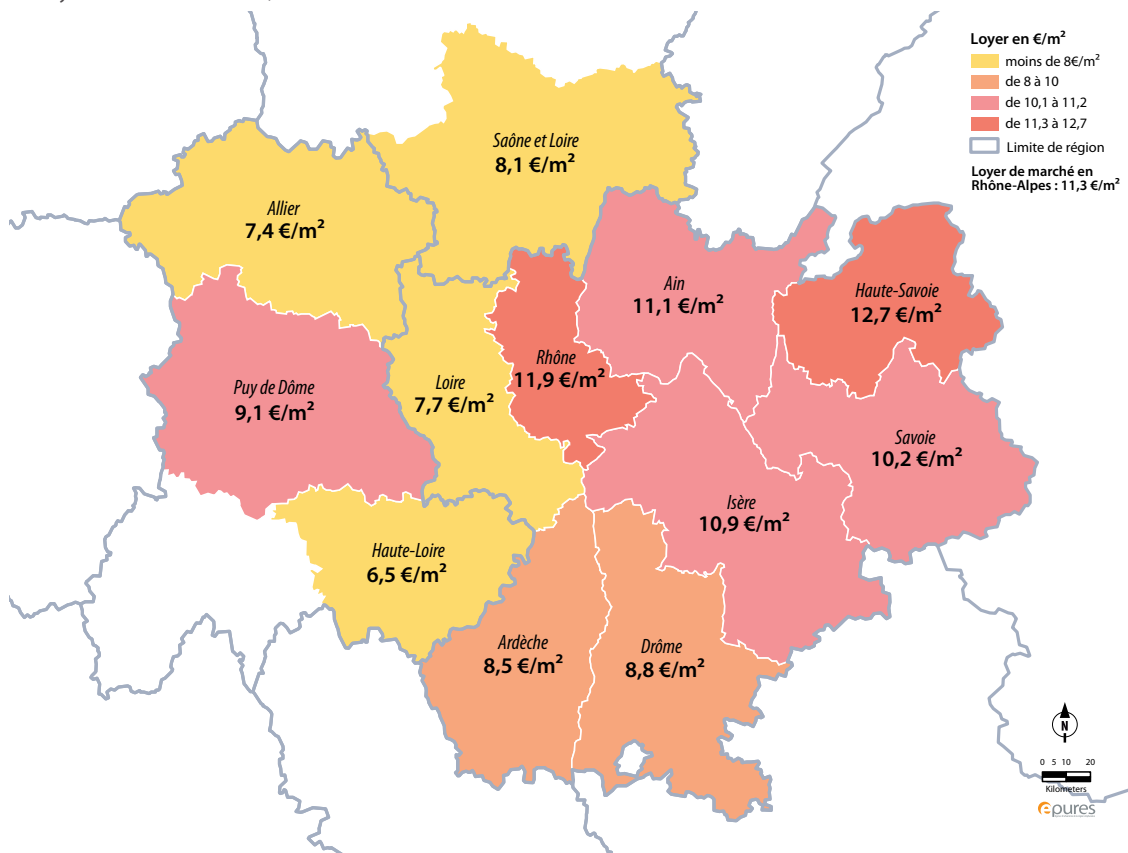 Loyer en €/m²
moins de 8€/m²
de 8 à 10
de 10,1 à 11,2
de 11,3 à 12,7
Limite de région
Loyer de marché en
Rhône-Alpes : 11,3 €/m²
Saône et Loire
8,1 €/m²
Allier
7,4 €/m²
Ain
11,1 €/m²
Haute-Savoie
12,7 €/m²
Rhône
11,9 €/m²
Puy de Dôme
9,1 €/m²
Loire
7,7 €/m²
Savoie
10,2 €/m²
Isère
10,9 €/m²
Haute-Loire
6,5 €/m²
Ardèche
8,5 €/m²
Drôme
8,8 €/m²
N
0 5 10 20
Kilometers
epures